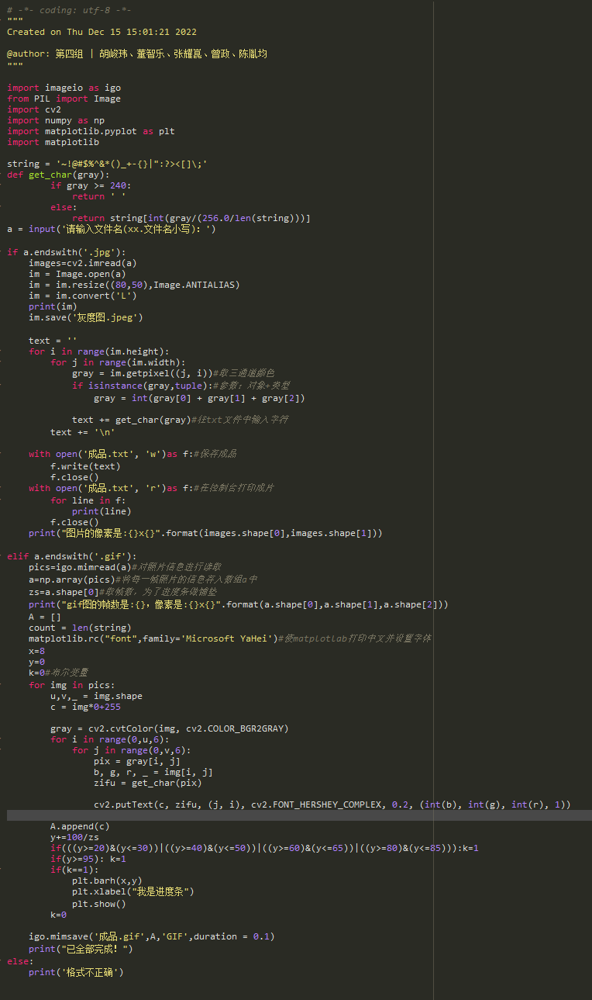 # -*- coding: utf-8 -*-
"""
Created on Thu Dec 15 15:01:21 2022
@author: 第四组 | 胡峻玮、董智乐、张耀崑、曾政、陈胤均
"""
import imageio as igo
from PIL import Image
import cv2
import numpy as np
import matplotlib.pyplot as plt
import matplotlib
string = '~!@#$%^&*()_+-{}|":?><[]\;'
def get_char(gray):
        if gray >= 240:
            return ' '
        else:
            return string[int(gray/(256.0/len(string)))]
a = input('请输入文件名(xx.文件名小写): ')
if a.endswith('.jpg'):
    images=cv2.imread(a)
    im = Image.open(a)
    im = im.resize((80,50),Image.ANTIALIAS)
    im = im.convert('L')
    print(im)
    im.save('灰度图.jpeg')
    text = ''
    for i in range(im.height):
        for j in range(im.width):
            gray = im.getpixel((j, i))#取三通道颜色
            if isinstance(gray,tuple):#参数：对象+类型
                gray = int(gray[0] + gray[1] + gray[2])
            text += get_char(gray)#往txt文件中输入字符
        text += '\n'
    with open('成品.txt', 'w')as f:#保存成品
        f.write(text)
        f.close()
    with open('成品.txt', 'r')as f:#在控制台打印成片
        for line in f:
            print(line)
        f.close()
    print("图片的像素是:{}x{}".format(images.shape[0],images.shape[1]))
elif a.endswith('.gif'):
    pics=igo.mimread(a)#对照片信息进行读取
    a=np.array(pics)#将每一帧照片的信息存入数组a中
    zs=a.shape[0]#取帧数，为了进度条做铺垫
    print("gif图的帧数是:{}，像素是:{}x{}".format(a.shape[0],a.shape[1],a.shape[2]))
    A = []
    count = len(string)
    matplotlib.rc("font",family='Microsoft YaHei')#使matplotlab打印中文并设置字体
    x=8
    y=0
    k=0#布尔变量
    for img in pics:
        u,v,_ = img.shape
        c = img*0+255
        gray = cv2.cvtColor(img, cv2.COLOR_BGR2GRAY)
        for i in range(0,u,6):
            for j in range(0,v,6):
                pix = gray[i, j]
                b, g, r, _ = img[i, j]
                zifu = get_char(pix)
                cv2.putText(c, zifu, (j, i), cv2.FONT_HERSHEY_COMPLEX, 0.2, (int(b), int(g), int(r), 1))
        A.append(c)
        y+=100/zs
        if(((y>=20)&(y<=30))|((y>=40)&(y<=50))|((y>=60)&(y<=65))|((y>=80)&(y<=85))):k=1
        if(y>=95): k=1
        if(k==1):
            plt.barh(x,y)
            plt.xlabel("我是进度条")
            plt.show()
        k=0
    igo.mimsave('成品.gif',A,'GIF',duration = 0.1)
    print("已全部完成！")
else:
    print('格式不正确')